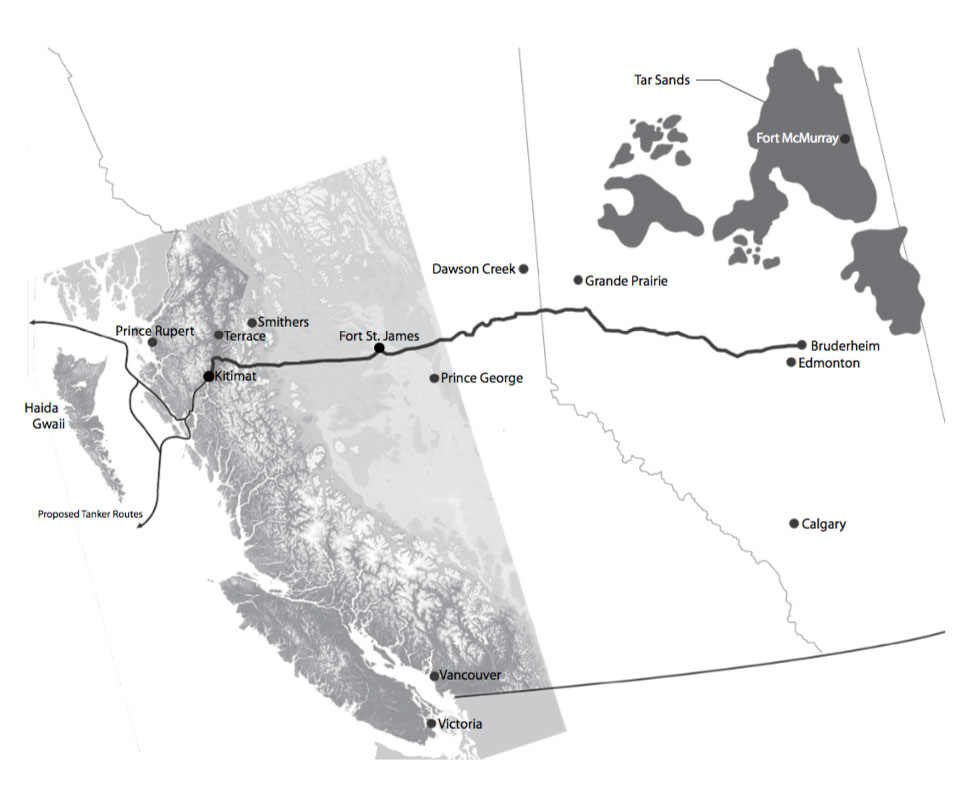 Tar Sands
Fort McMurray
Dawson Creek
Grande Prairie
Smithers
Prince Rupert
Terrace
Fort St. James
Bruderheim
Edmonton
Kitimat
Prince George
Haida
Gwaii
Proposed Tanker Routes
Calgary
Vancouver
Victoria